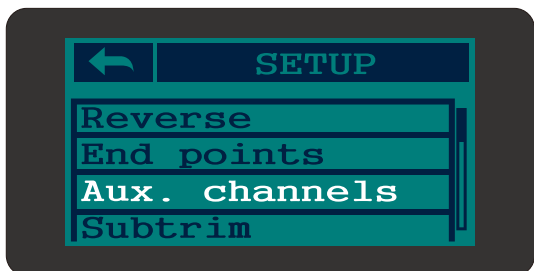 SETUP
Reverse
End points
Aux. channels
Subtrim